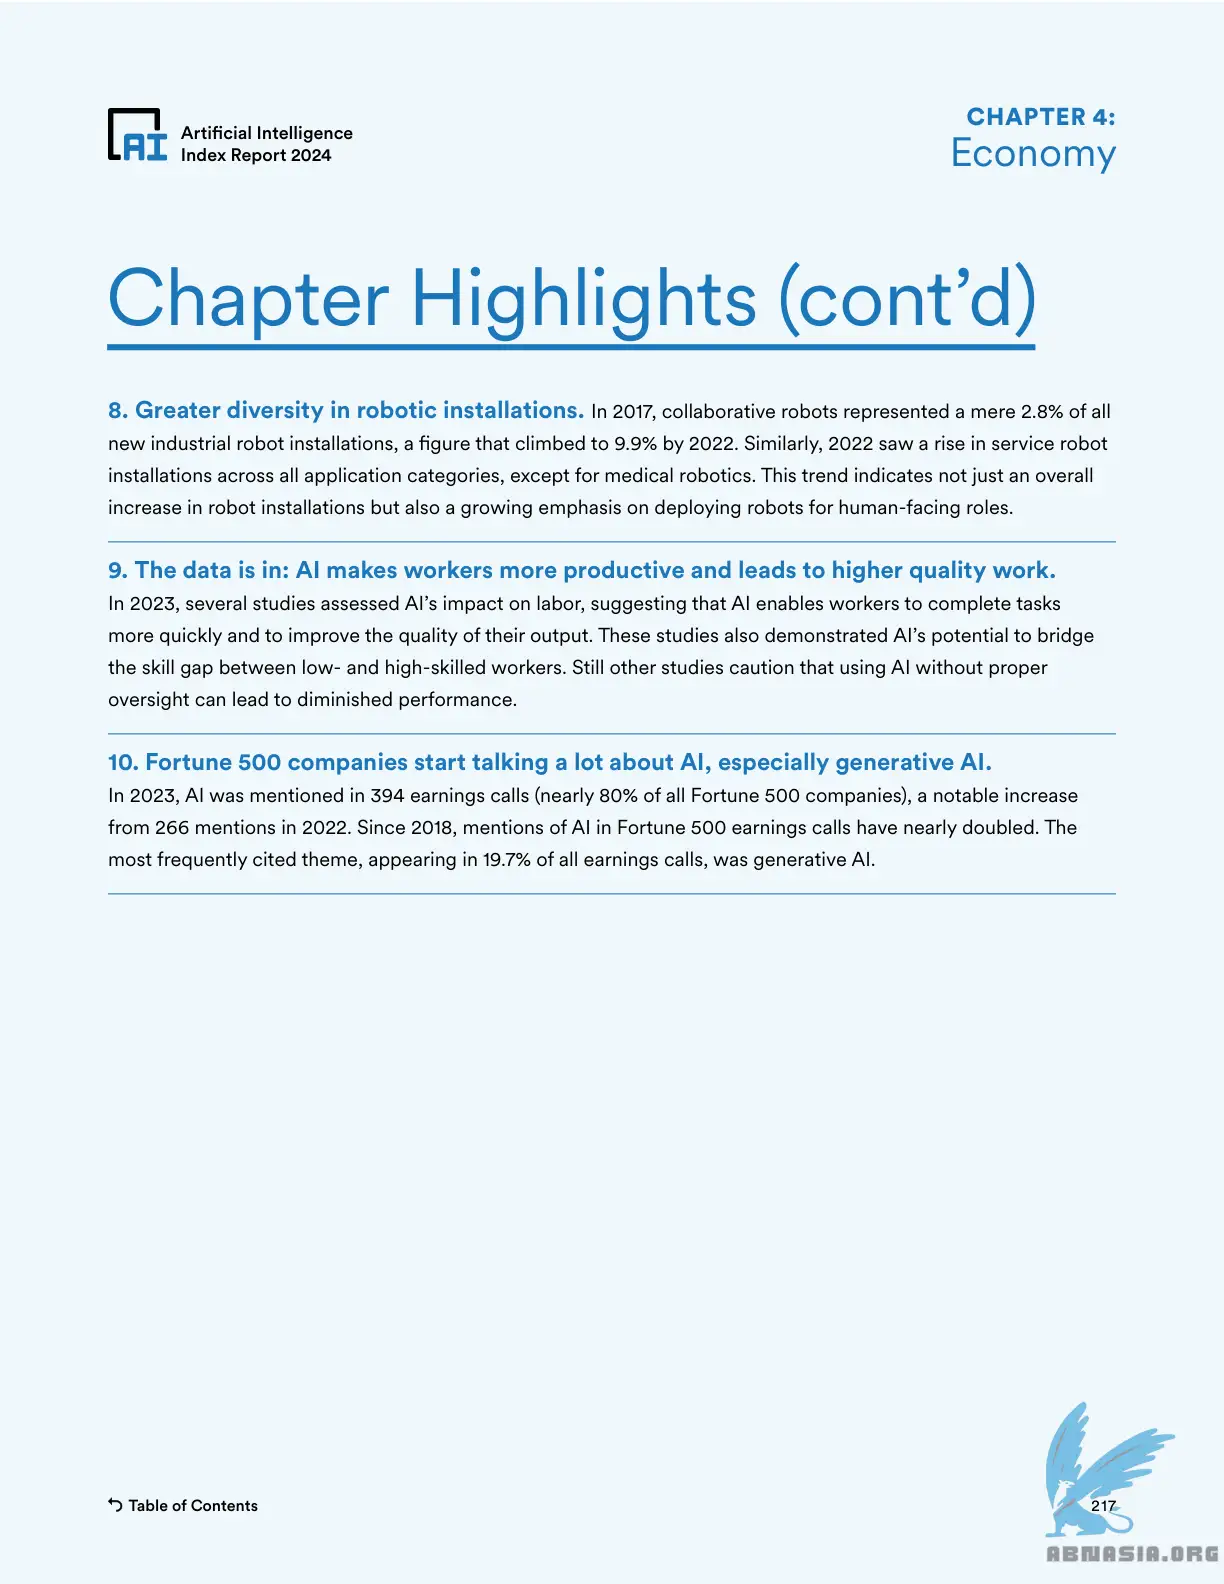 AI
Artificial Intelligence
Index Report 2024
CHAPTER 4:
Economy
Chapter Highlights (cont’d)
8. Greater diversity in robotic installations. In 2017, collaborative robots represented a mere 2.8% of all
new industrial robot installations, a figure that climbed to 9.9% by 2022. Similarly, 2022 saw a rise in service robot
installations across all application categories, except for medical robotics. This trend indicates not just an overall
increase in robot installations but also a growing emphasis on deploying robots for human-facing roles.
9. The data is in: AI makes workers more productive and leads to higher quality work.
In 2023, several studies assessed AI’s impact on labor, suggesting that AI enables workers to complete tasks
more quickly and to improve the quality of their output. These studies also demonstrated AI’s potential to bridge
the skill gap between low- and high-skilled workers. Still other studies caution that using AI without proper
oversight can lead to diminished performance.
10. Fortune 500 companies start talking a lot about AI, especially generative AI.
In 2023, AI was mentioned in 394 earnings calls (nearly 80% of all Fortune 500 companies), a notable increase
from 266 mentions in 2022. Since 2018, mentions of AI in Fortune 500 earnings calls have nearly doubled. The
most frequently cited theme, appearing in 19.7% of all earnings calls, was generative AI.
Table of Contents
217
ABNASIA.ORG